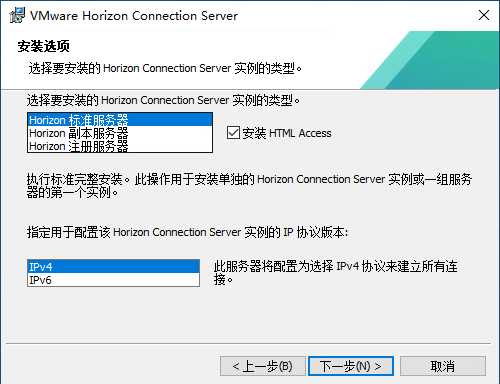 VMware Horizon Connection Server
安装选项
选择要安装的 Horizon Connection Server 实例的类型。
选择要安装的 Horizon Connection Server 实例的类型。
Horizon 标准服务器
Horizon 副本服务器
Horizon 注册服务器
安装 HTML Access
执行标准完整安装。此操作用于安装单独的 Horizon Connection Server 实例或一组服务
器的第一个实例。
指定用于配置该 Horizon Connection Server 实例的 IP 协议版本:
IPv4
IPv6
此服务器将配置为选择 IPv4 协议来建立所有连
接。
< 上一步(B)
下一步(N) >
取消